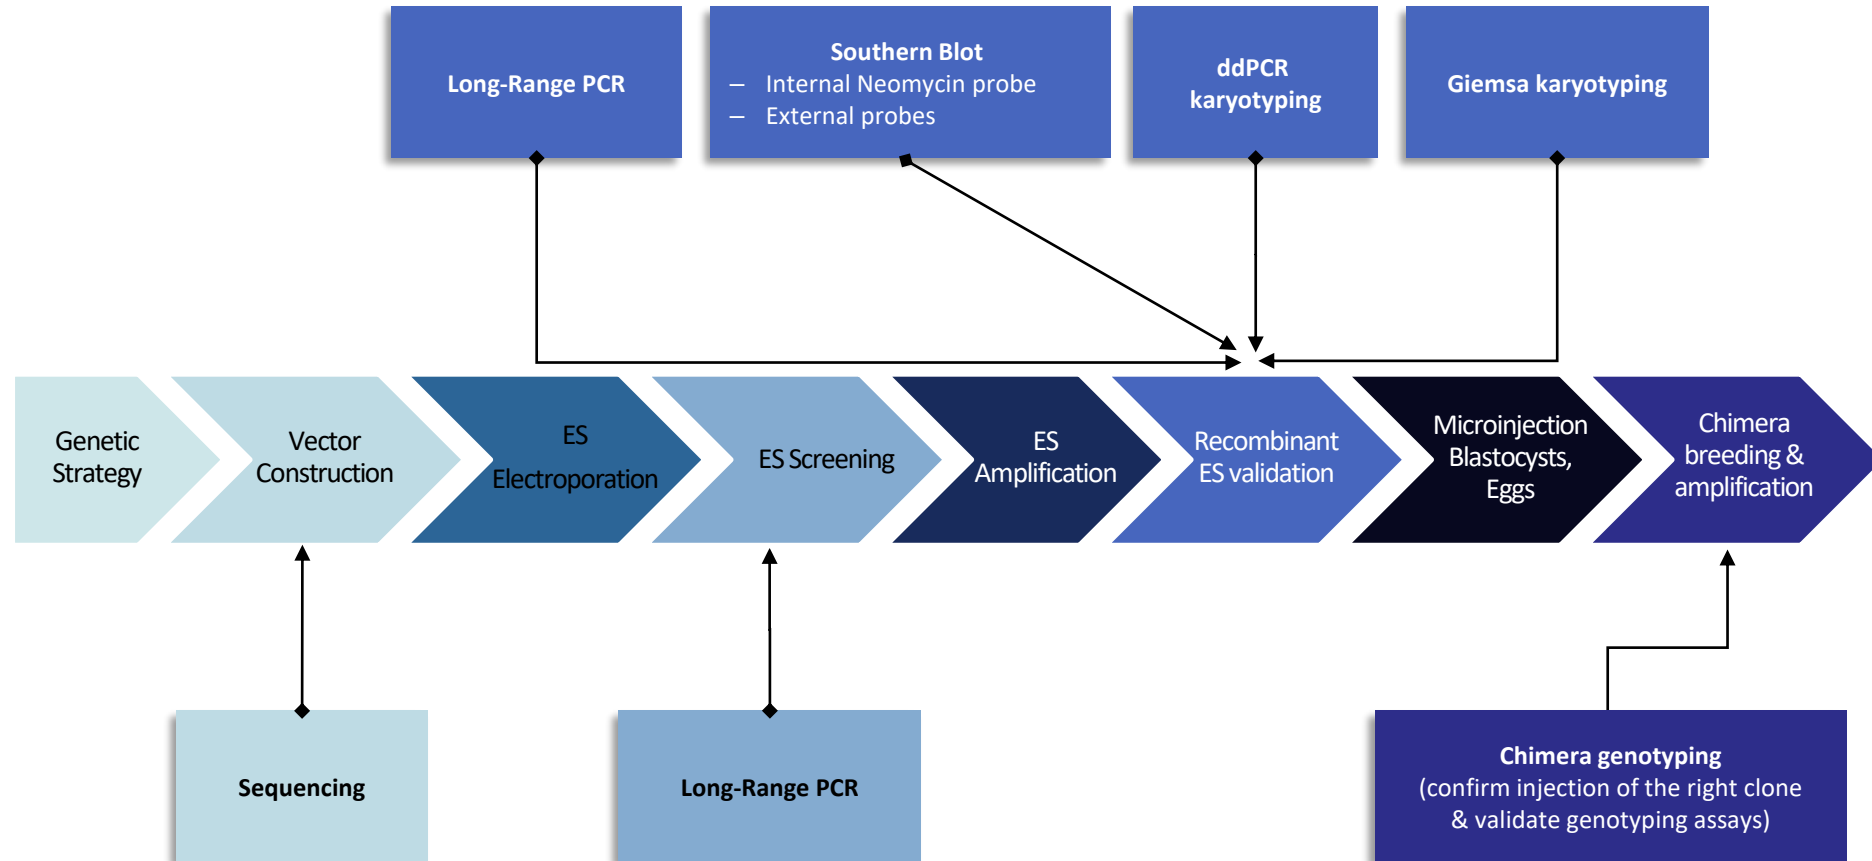 Long-Range PCR
Southern Blot
– Internal Neomycin probe
– External probes
ddPCR
karyotyping
Giemsa karyotyping
Genetic
Strategy
Vector
Construction
ES
Electroporation
ES Screening
ES
Amplification
Recombinant
ES validation
Microinjection
Blastocysts,
Eggs
Chimera
breeding &
amplification
Sequencing
Long-Range PCR
Chimera genotyping
(confirm injection of the right clone
& validate genotyping assays)